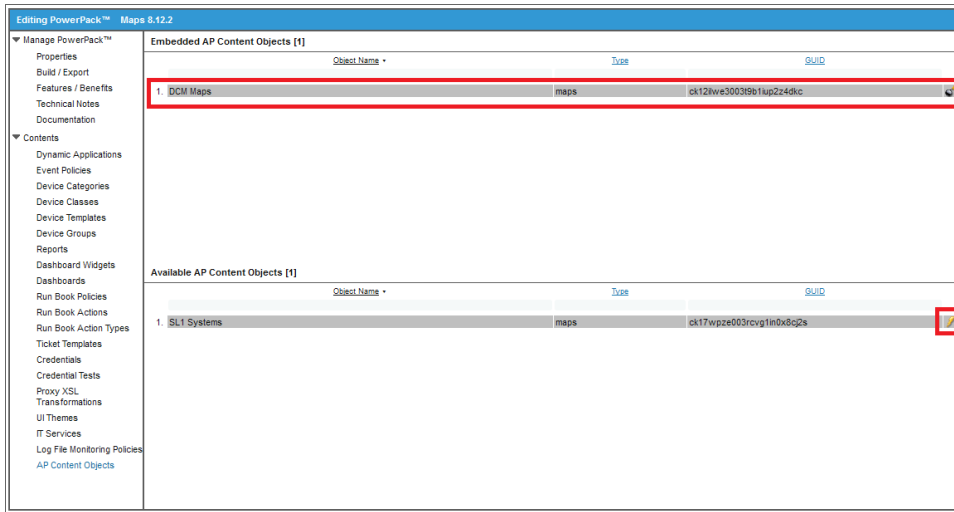 Editing PowerPack™ Maps 8.12.2
Manage PowerPack™
Properties
Build / Export
Features / Benefits
Technical Notes
Documentation
Contents
Dynamic Applications
Event Policies
Device Categories
Device Classes
Device Templates
Device Groups
Reports
Dashboard Widgets
Dashboards
Run Book Policies
Run Book Actions
Run Book Action Types
Ticket Templates
Credentials
Credential Tests
Proxy XSL
Transformations
UI Themes
IT Services
Log File Monitoring Policies
AP Content Objects
Embedded AP Content Objects [1]
Object Name Type GUID
1. DCM Maps maps ck12ilwe3003t9b1iup2z4dkc
Available AP Content Objects [1]
Object Name Type GUID
1. SL1 Systems maps ck17wpze003rcvg1in0x8cj2s